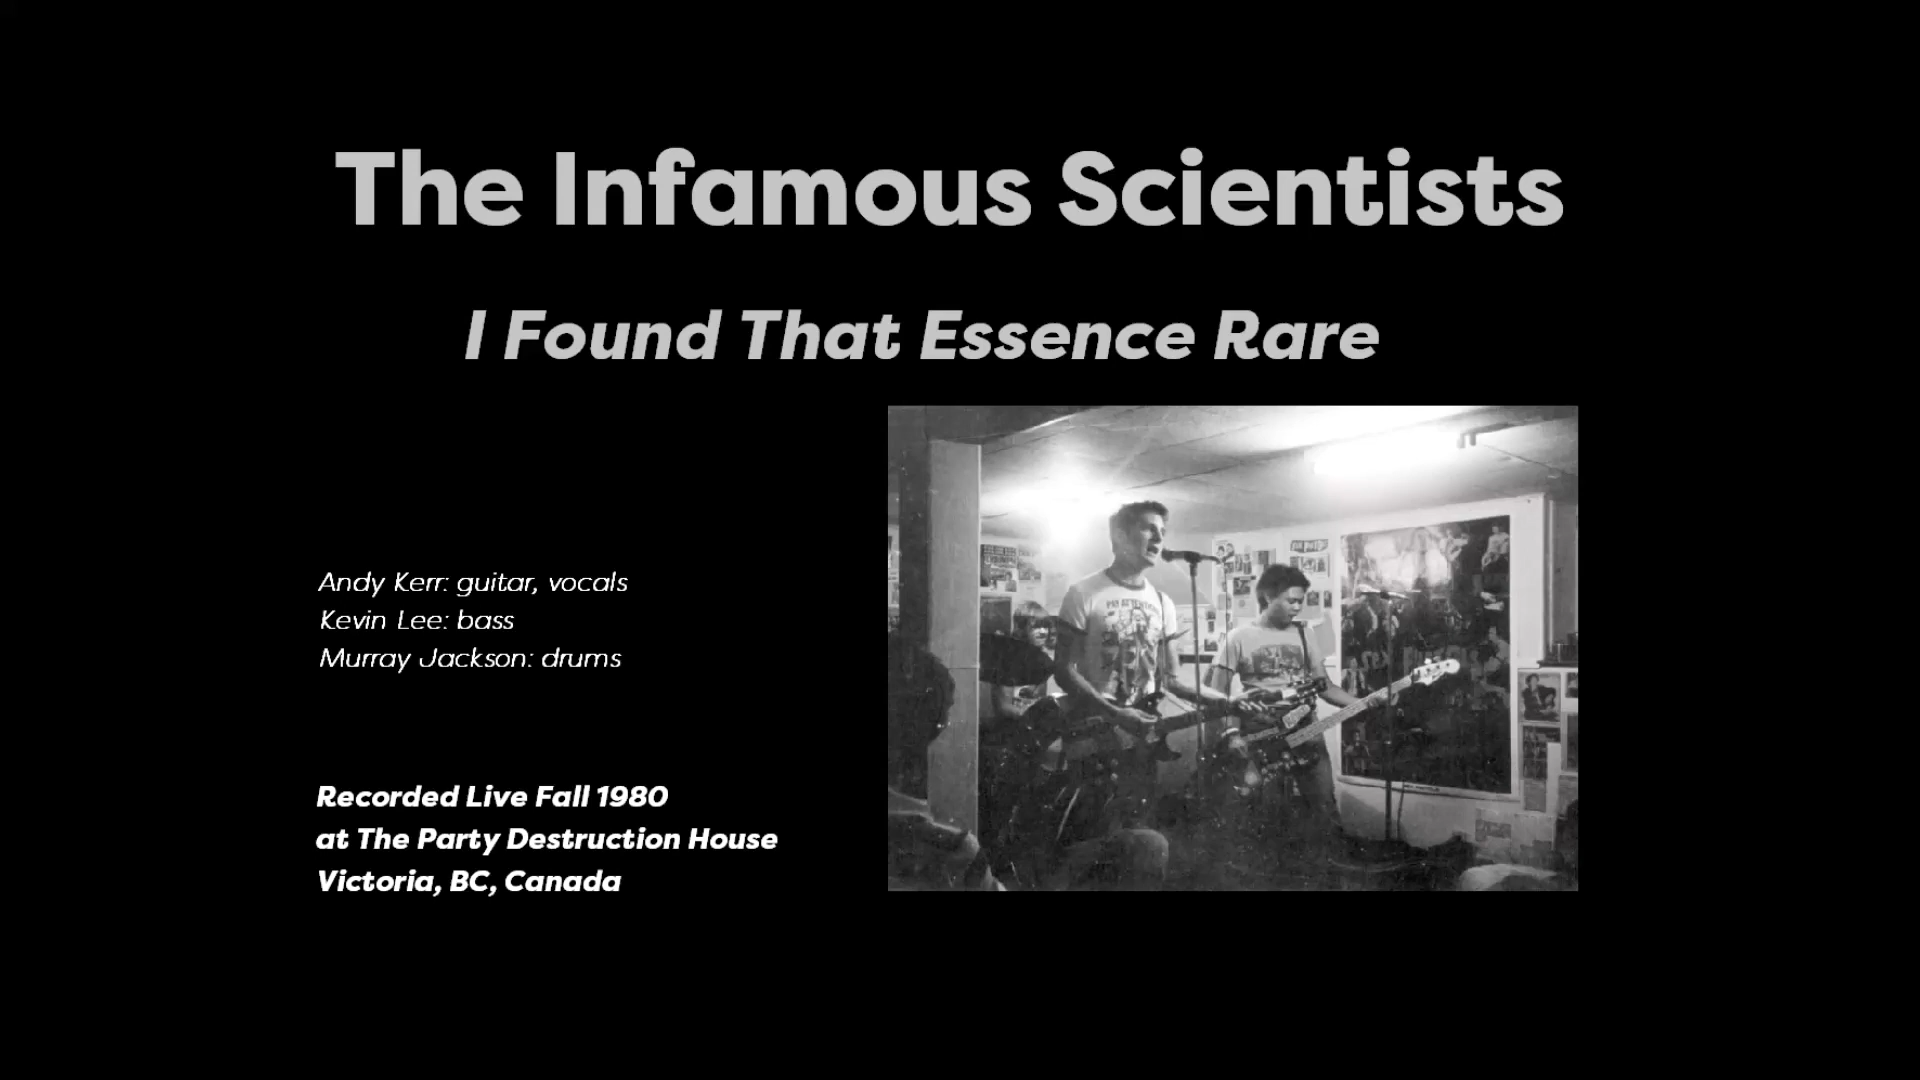 The Infamous Scientists
I Found That Essence Rare
Andy Kerr: guitar, vocals
Kevin Lee: bass
Murray Jackson: drums
Recorded Live Fall 1980
at The Party Destruction House
Victoria, BC, Canada